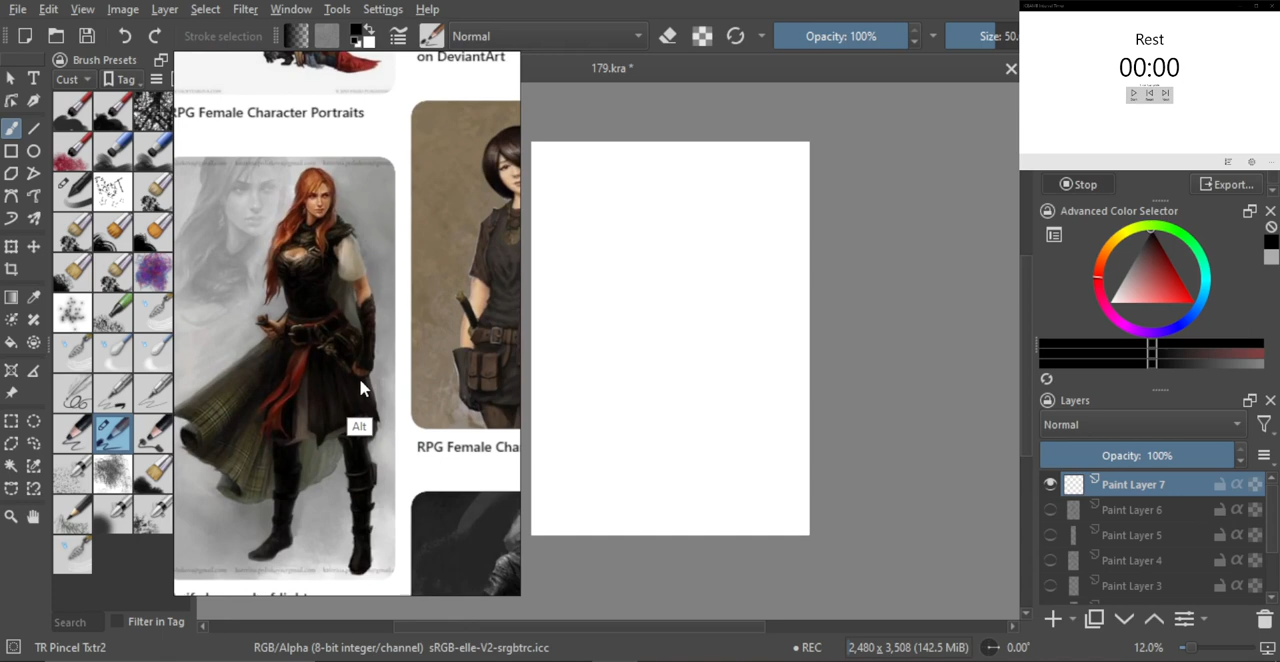 File Edit View Image Layer Select Filter Window Tools Settings Help
Rest
00:00
Stroke selection
Normal
Opacity: 100%
Size: 50.
Brush Presets
Cust
Tag
179.kra *
on DeviantArt
RPG Female Character Portraits
Alt
RPG Female Cha
Stop
Export...
Advanced Color Selector
Layers
Normal
Opacity: 100%
Paint Layer 7
Paint Layer 6
Paint Layer 5
Paint Layer 4
Paint Layer 3
Search
Filter in Tag
TR Pincel Txtr2
RGB/Alpha (8-bit integer/channel) sRGB-elle-V2-srgbtrc.icc
REC
2,480 x 3,508 (142.5 MiB)
0.00°
12.0%